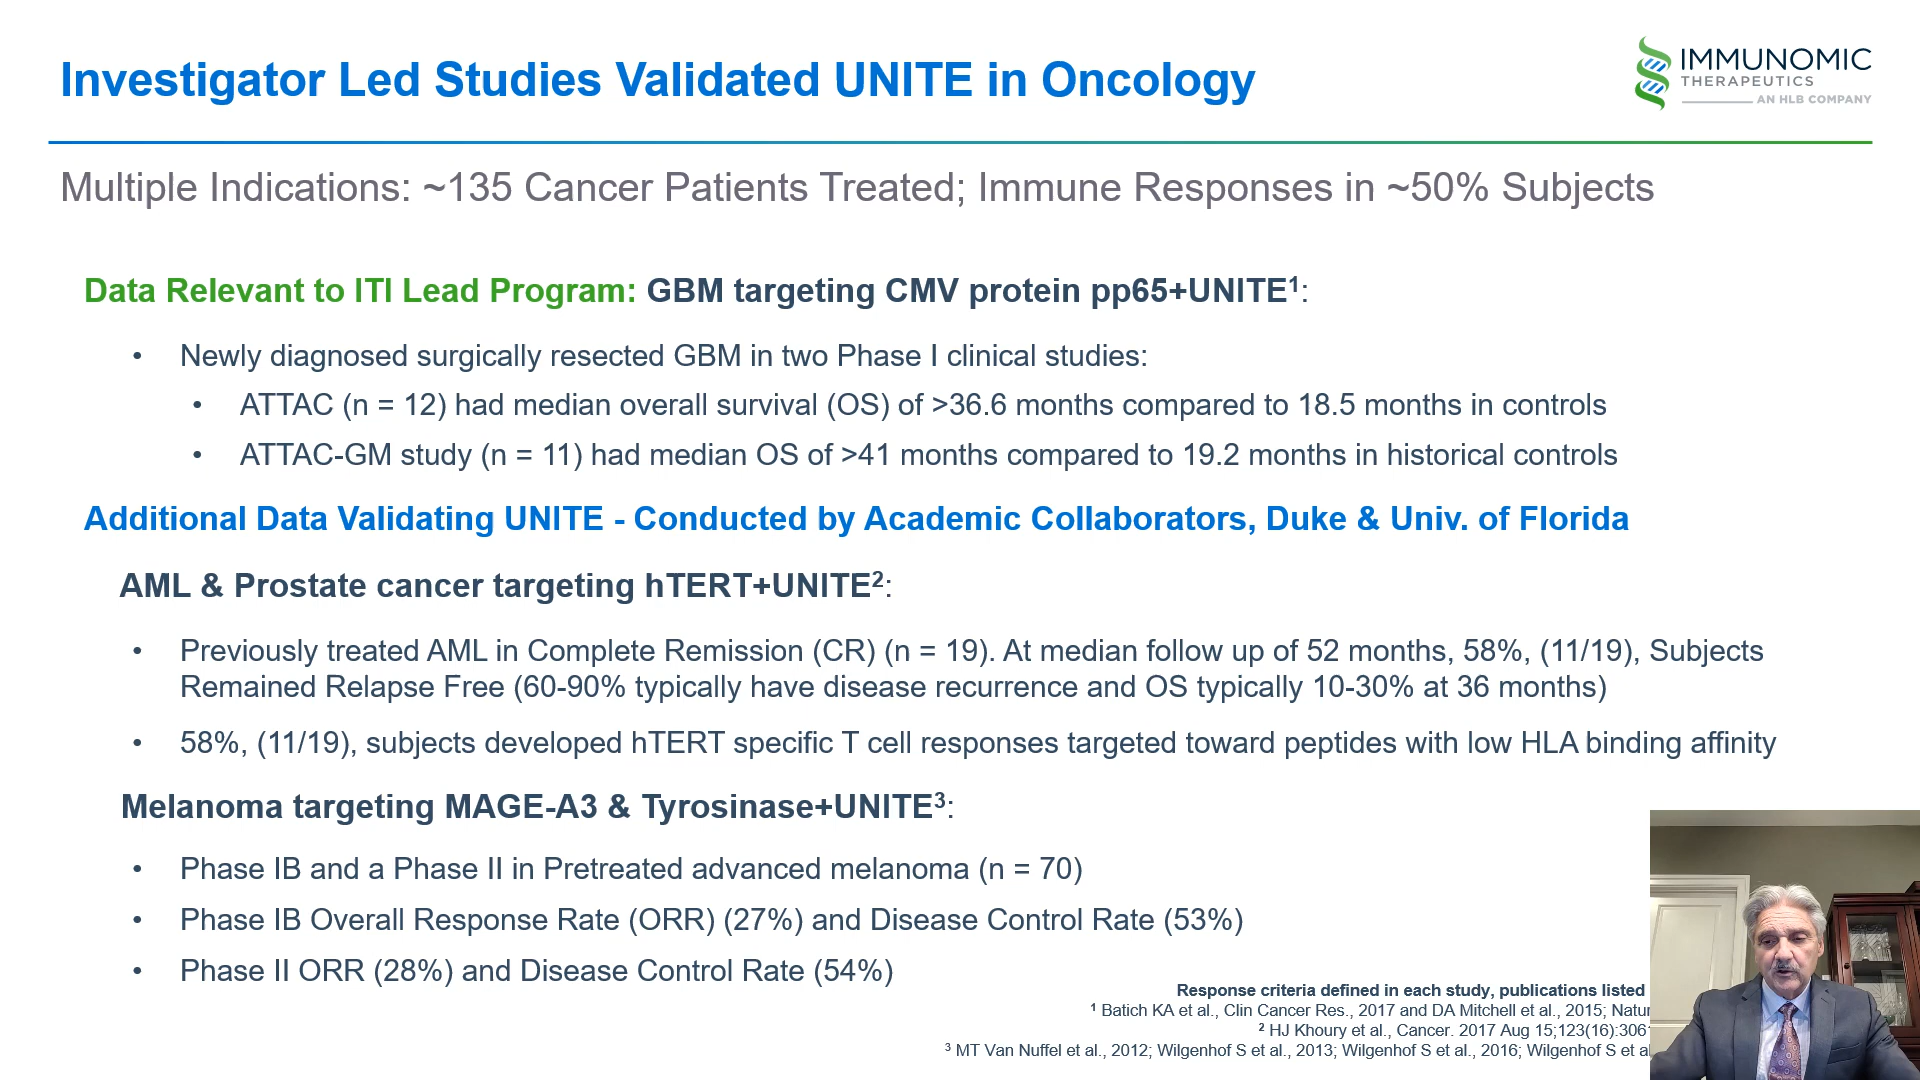 Investigator Led Studies Validated UNITE in Oncology
IMMUNOMIC
THERAPEUTICS
AN HLB COMPANY
Multiple Indications: ~135 Cancer Patients Treated; Immune Responses in ~50% Subjects
Data Relevant to ITI Lead Program: GBM targeting CMV protein pp65+UNITE¹:
• Newly diagnosed surgically resected GBM in two Phase I clinical studies:
• ATTAC (n = 12) had median overall survival (OS) of >36.6 months compared to 18.5 months in controls
• ATTAC-GM study (n = 11) had median OS of >41 months compared to 19.2 months in historical controls
Additional Data Validating UNITE - Conducted by Academic Collaborators, Duke & Univ. of Florida
AML & Prostate cancer targeting hTERT+UNITE²:
• Previously treated AML in Complete Remission (CR) (n = 19). At median follow up of 52 months, 58%, (11/19), Subjects
Remained Relapse Free (60-90% typically have disease recurrence and OS typically 10-30% at 36 months)
• 58%, (11/19), subjects developed hTERT specific T cell responses targeted toward peptides with low HLA binding affinity
Melanoma targeting MAGE-A3 & Tyrosinase+UNITE³:
• Phase IB and a Phase II in Pretreated advanced melanoma (n = 70)
• Phase IB Overall Response Rate (ORR) (27%) and Disease Control Rate (53%)
• Phase II ORR (28%) and Disease Control Rate (54%)
Response criteria defined in each study, publications listed
¹ Batich KA et al., Clin Cancer Res., 2017 and DA Mitchell et al., 2015;
² HJ Khoury et al., Cancer. 2017 Aug 15;123(16):306
³ MT Van Nuffel et al., 2012; Wilgenhof S et al., 2013; Wilgenhof S et al., 2016; Wilgenhof S et